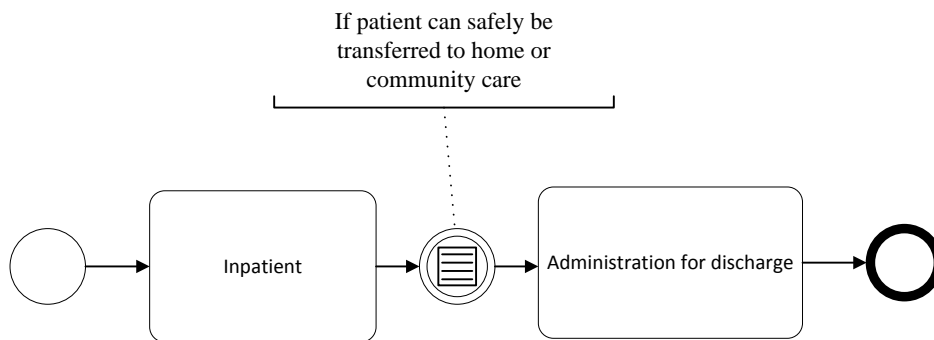 If patient can safely be
transferred to home or
community care
Inpatient
Administration for discharge